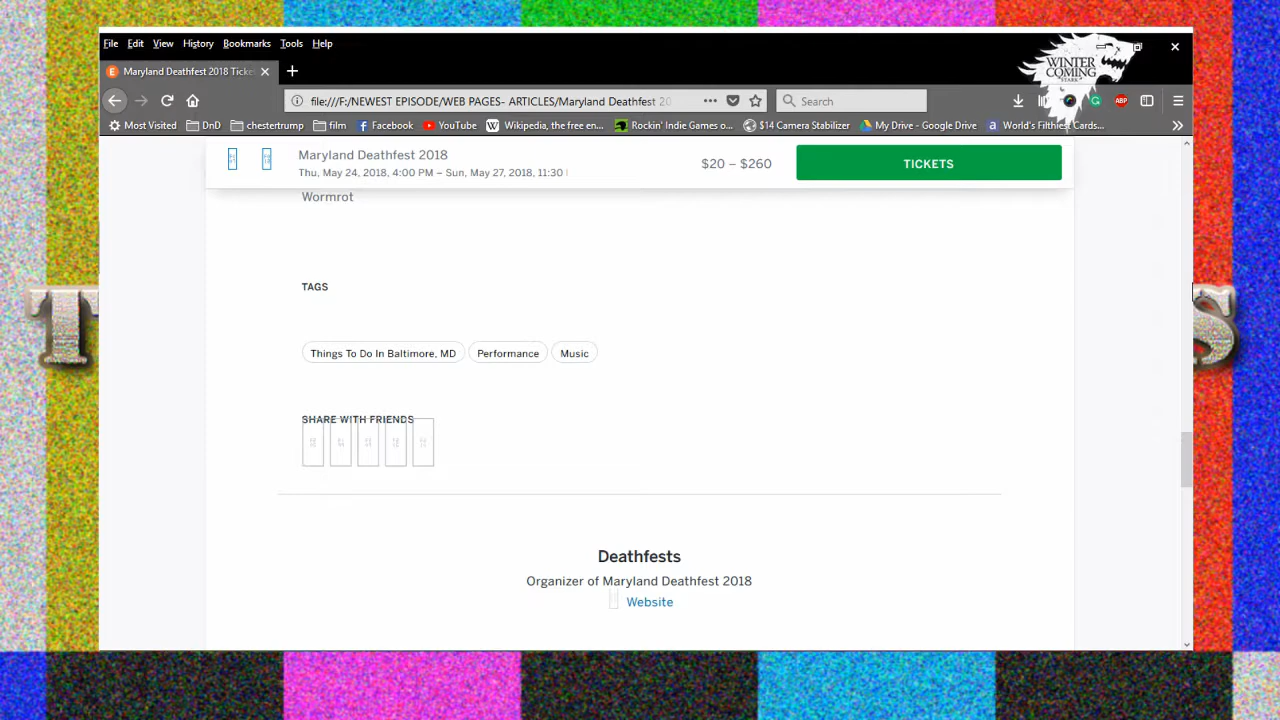 File Edit View History Bookmarks Tools Help
WINTER
COMING
STARK
Maryland Deathfest 2018 Ticke
file:///F:/NEWEST EPISODE/WEB PAGES- ARTICLES/Maryland Deathfest 20
Search
ABP
Most Visited DnD chestertrump film Facebook YouTube Wikipedia, the free en... Rockin' Indie Games o... $14 Camera Stabilizer My Drive - Google Drive World's Filthiest Cards...
Maryland Deathfest 2018
Thu, May 24, 2018, 4:00 PM – Sun, May 27, 2018, 11:30
$20 – $260
TICKETS
Wormrot
TAGS
Things To Do In Baltimore, MD Performance Music
SHARE WITH FRIENDS
Deathfests
Organizer of Maryland Deathfest 2018
Website
T
S